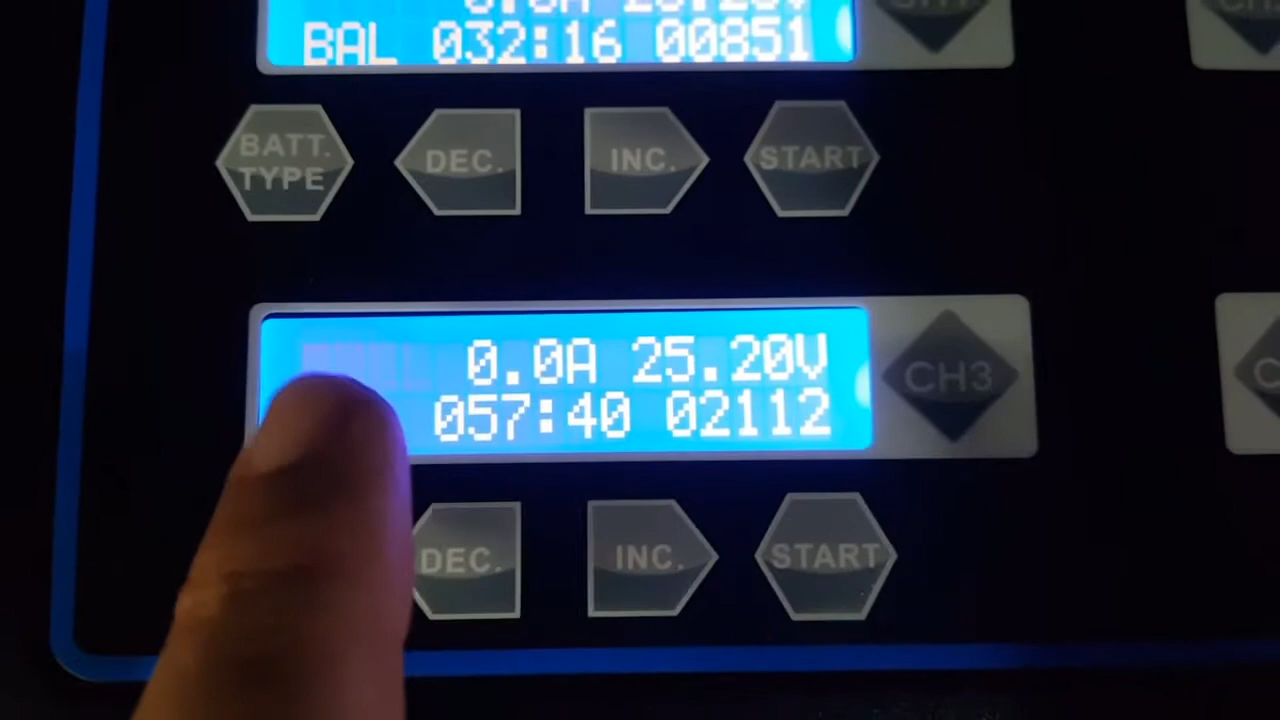 BAL 032:16 00851
BATT. TYPE
DEC.
INC.
START
0.0A 25.20V
057:40 02112
CH3
DEC.
INC.
START